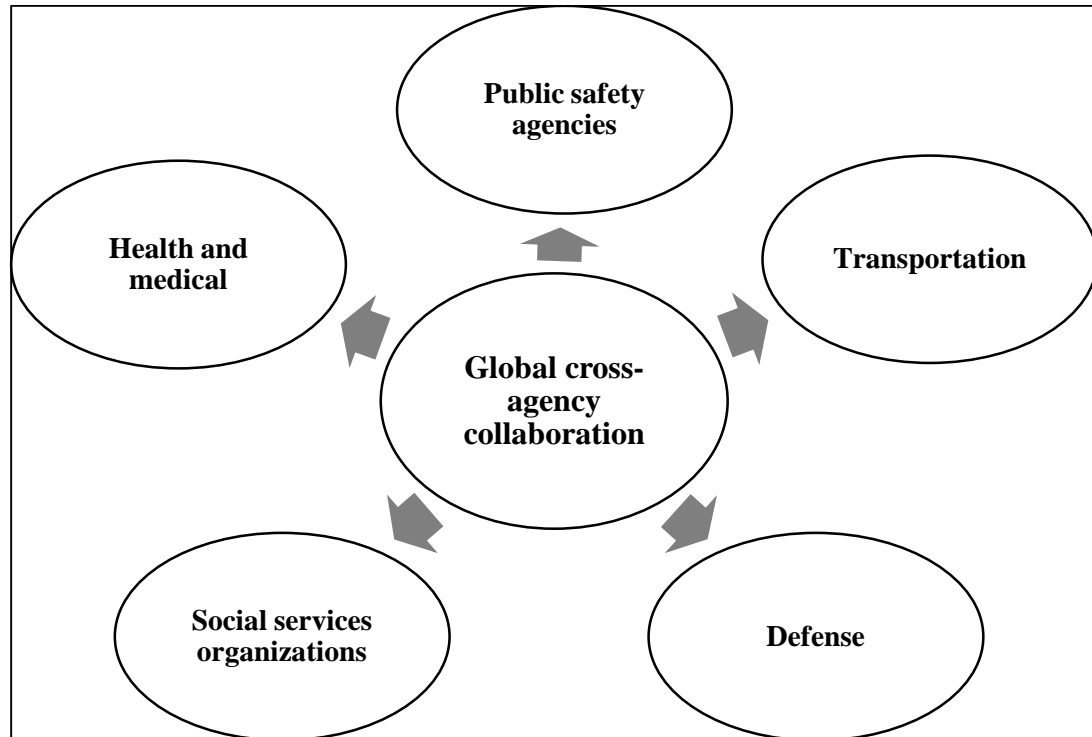 Public safety
agencies
Health and
medical
Transportation
Global cross-
agency
collaboration
Social services
organizations
Defense